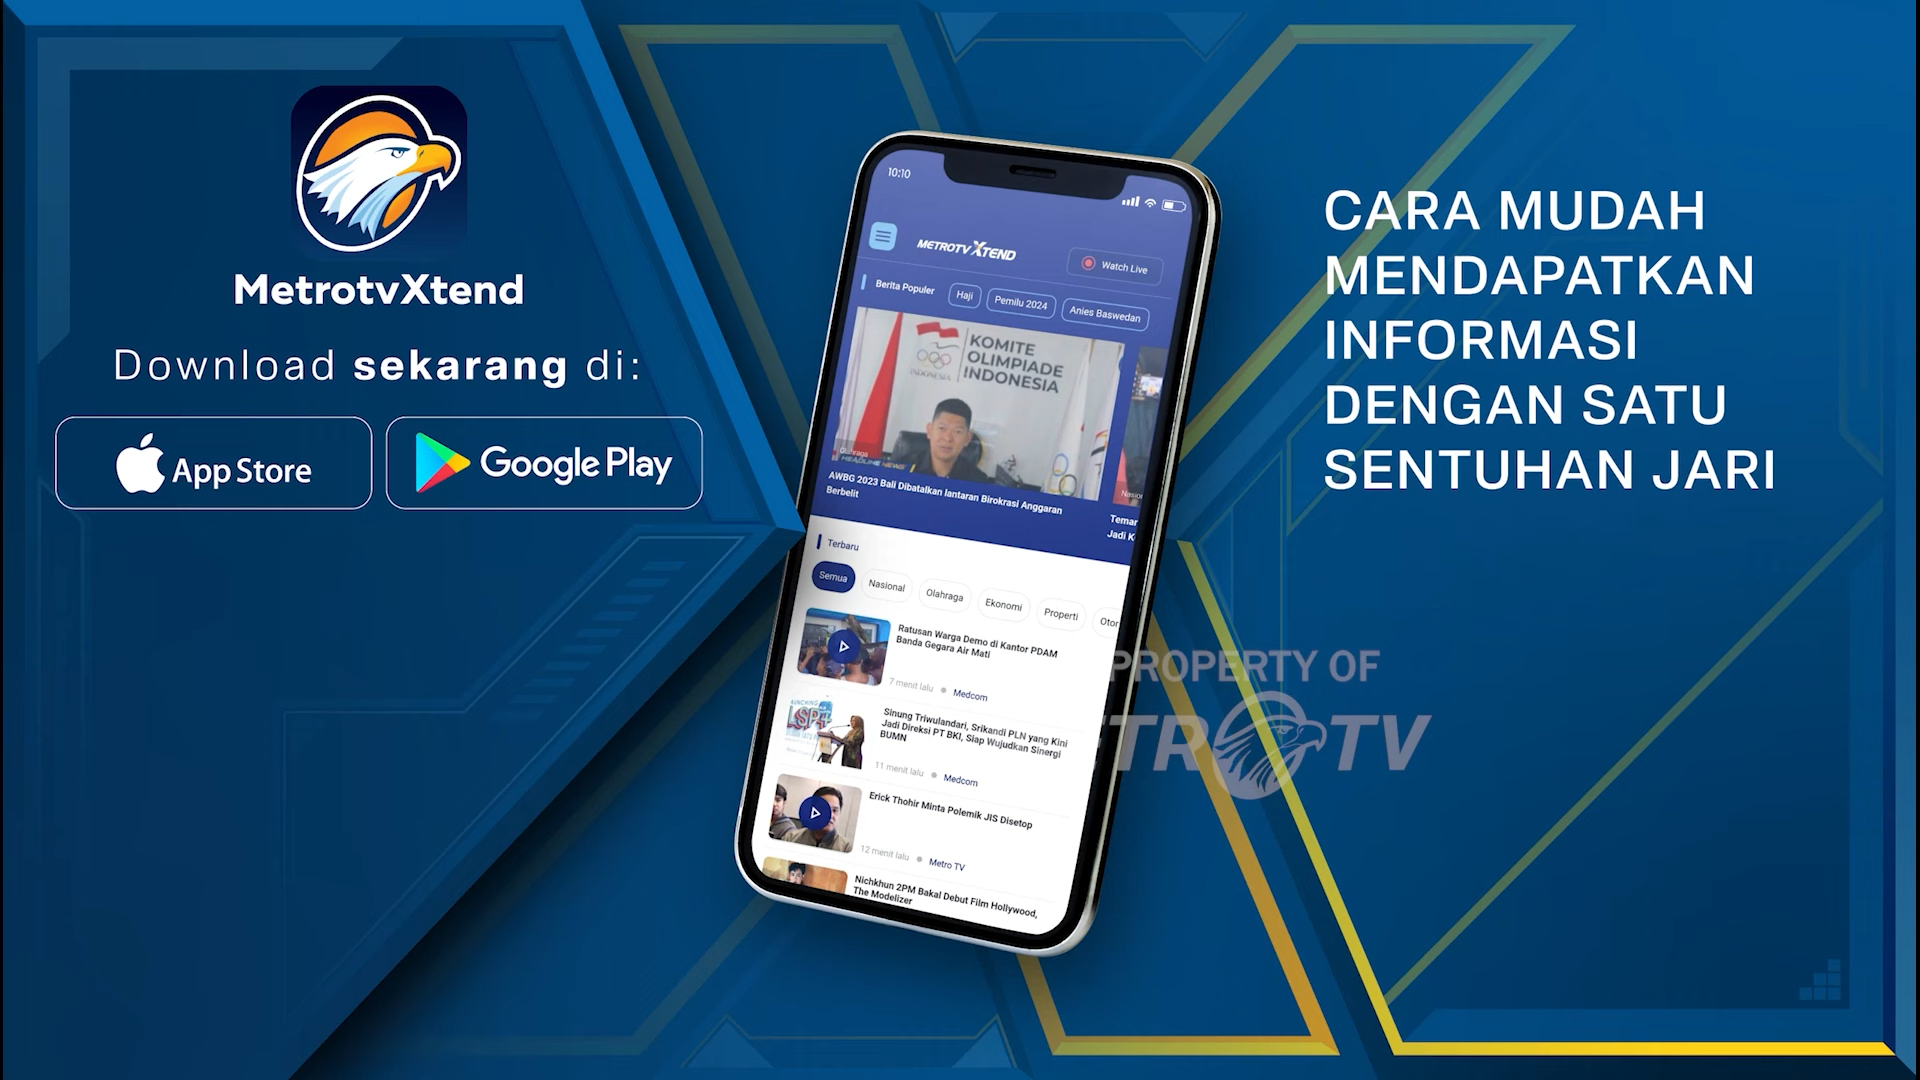 MetrotvXtend
Download sekarang di:
App Store
Google Play
10:10
METROTV XTEND
Watch Live
Berita Populer
Haji
Pemilu 2024
Anies Baswedan
KOMITE
OLIMPIADE
INDONESIA
INDONESIA
Olahraga
HEADLINE NEWS
AWBG 2023 Bali Dibatalkan lantaran Birokrasi Anggaran
Berbelit
Terbaru
Semua
Nasional
Olahraga
Ekonomi
Properti
Ratusan Warga Demo di Kantor PDAM
Banda Gegara Air Mati
7 menit lalu
Medcom
Sinung Triwulandari, Srikandi PLN yang Kini
Jadi Direksi PT BKI, Siap Wujudkan Sinergi
BUMN
11 menit lalu
Medcom
Erick Thohir Minta Polemik JIS Disetop
12 menit lalu
Metro TV
Nichkhun 2PM Bakal Debut Film Hollywood,
The Modelizer
CARA MUDAH
MENDAPATKAN
INFORMASI
DENGAN SATU
SENTUHAN JARI
PROPERTY OF
TV